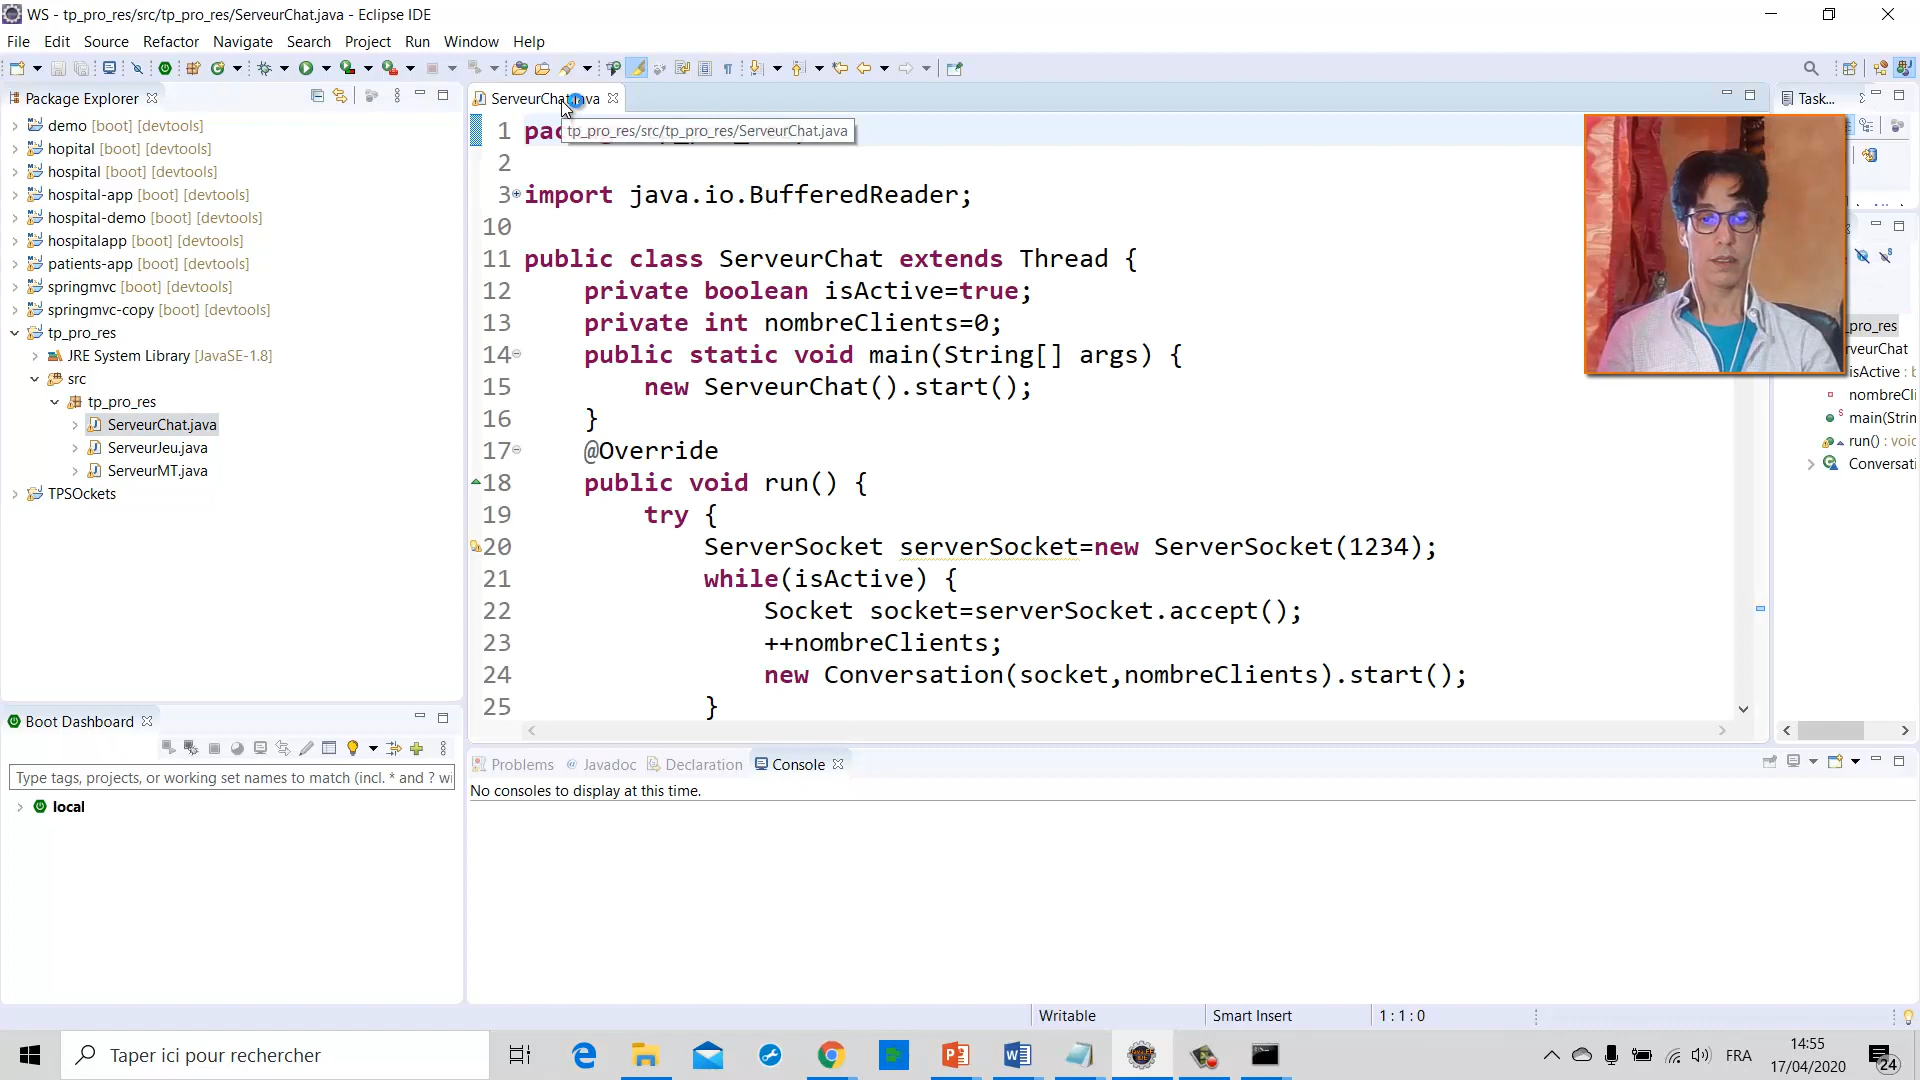 WS - tp_pro_res/src/tp_pro_res/ServeurChat.java - Eclipse IDE
File Edit Source Refactor Navigate Search Project Run Window Help
Package Explorer
demo [boot] [devtools]
hopital [boot] [devtools]
hospital [boot] [devtools]
hospital-app [boot] [devtools]
hospital-demo [boot] [devtools]
hospitalapp [boot] [devtools]
patients-app [boot] [devtools]
springmvc [boot] [devtools]
springmvc-copy [boot] [devtools]
tp_pro_res
JRE System Library [JavaSE-1.8]
src
tp_pro_res
ServeurChat.java
ServeurJeu.java
ServeurMT.java
TPSOckets
Boot Dashboard
Type tags, projects, or working set names to match (incl. * and ? wi
local
tp_pro_res/src/tp_pro_res/ServeurChat.java
1
2
3 import java.io.BufferedReader;
10
11 public class ServeurChat extends Thread {
12 private boolean isActive=true;
13 private int nombreClients=0;
14 public static void main(String[] args) {
15 new ServeurChat().start();
16 }
17 @Override
18 public void run() {
19 try {
20 ServerSocket serverSocket=new ServerSocket(1234);
21 while(isActive) {
22 Socket socket=serverSocket.accept();
23 ++nombreClients;
24 new Conversation(socket,nombreClients).start();
25 }
Task...
_pro_res
rveurChat
isActive : b
nombreCli
main(Strin
run() : voic
Conversati
Problems Javadoc Declaration Console
No consoles to display at this time.
Writable Smart Insert 1 : 1 : 0
Taper ici pour rechercher
FRA
14:55
17/04/2020
24